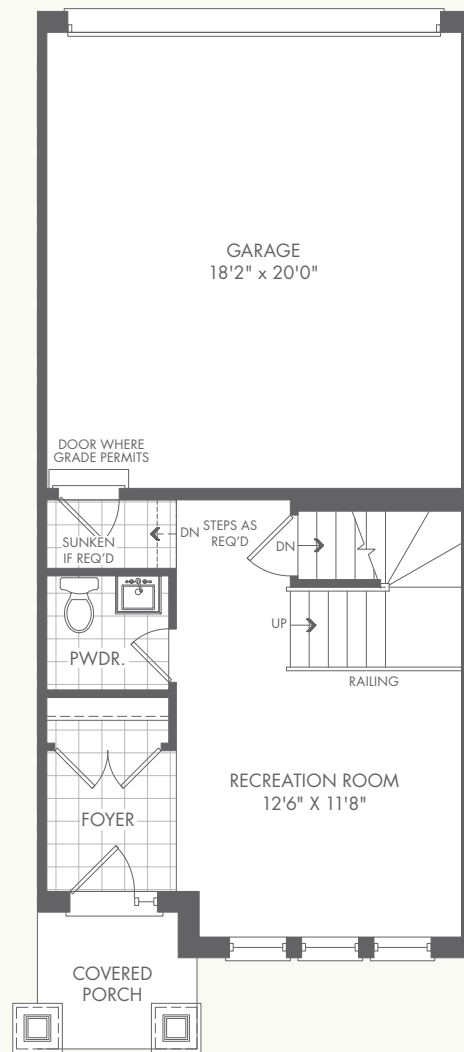 GARAGE
18'2" x 20'0"
DOOR WHERE
GRADE PERMITS
SUNKEN
IF REQ'D
DN
STEPS AS
REQ'D
DN
UP
PWDR.
RAILING
RECREATION ROOM
12'6" X 11'8"
FOYER
COVERED
PORCH